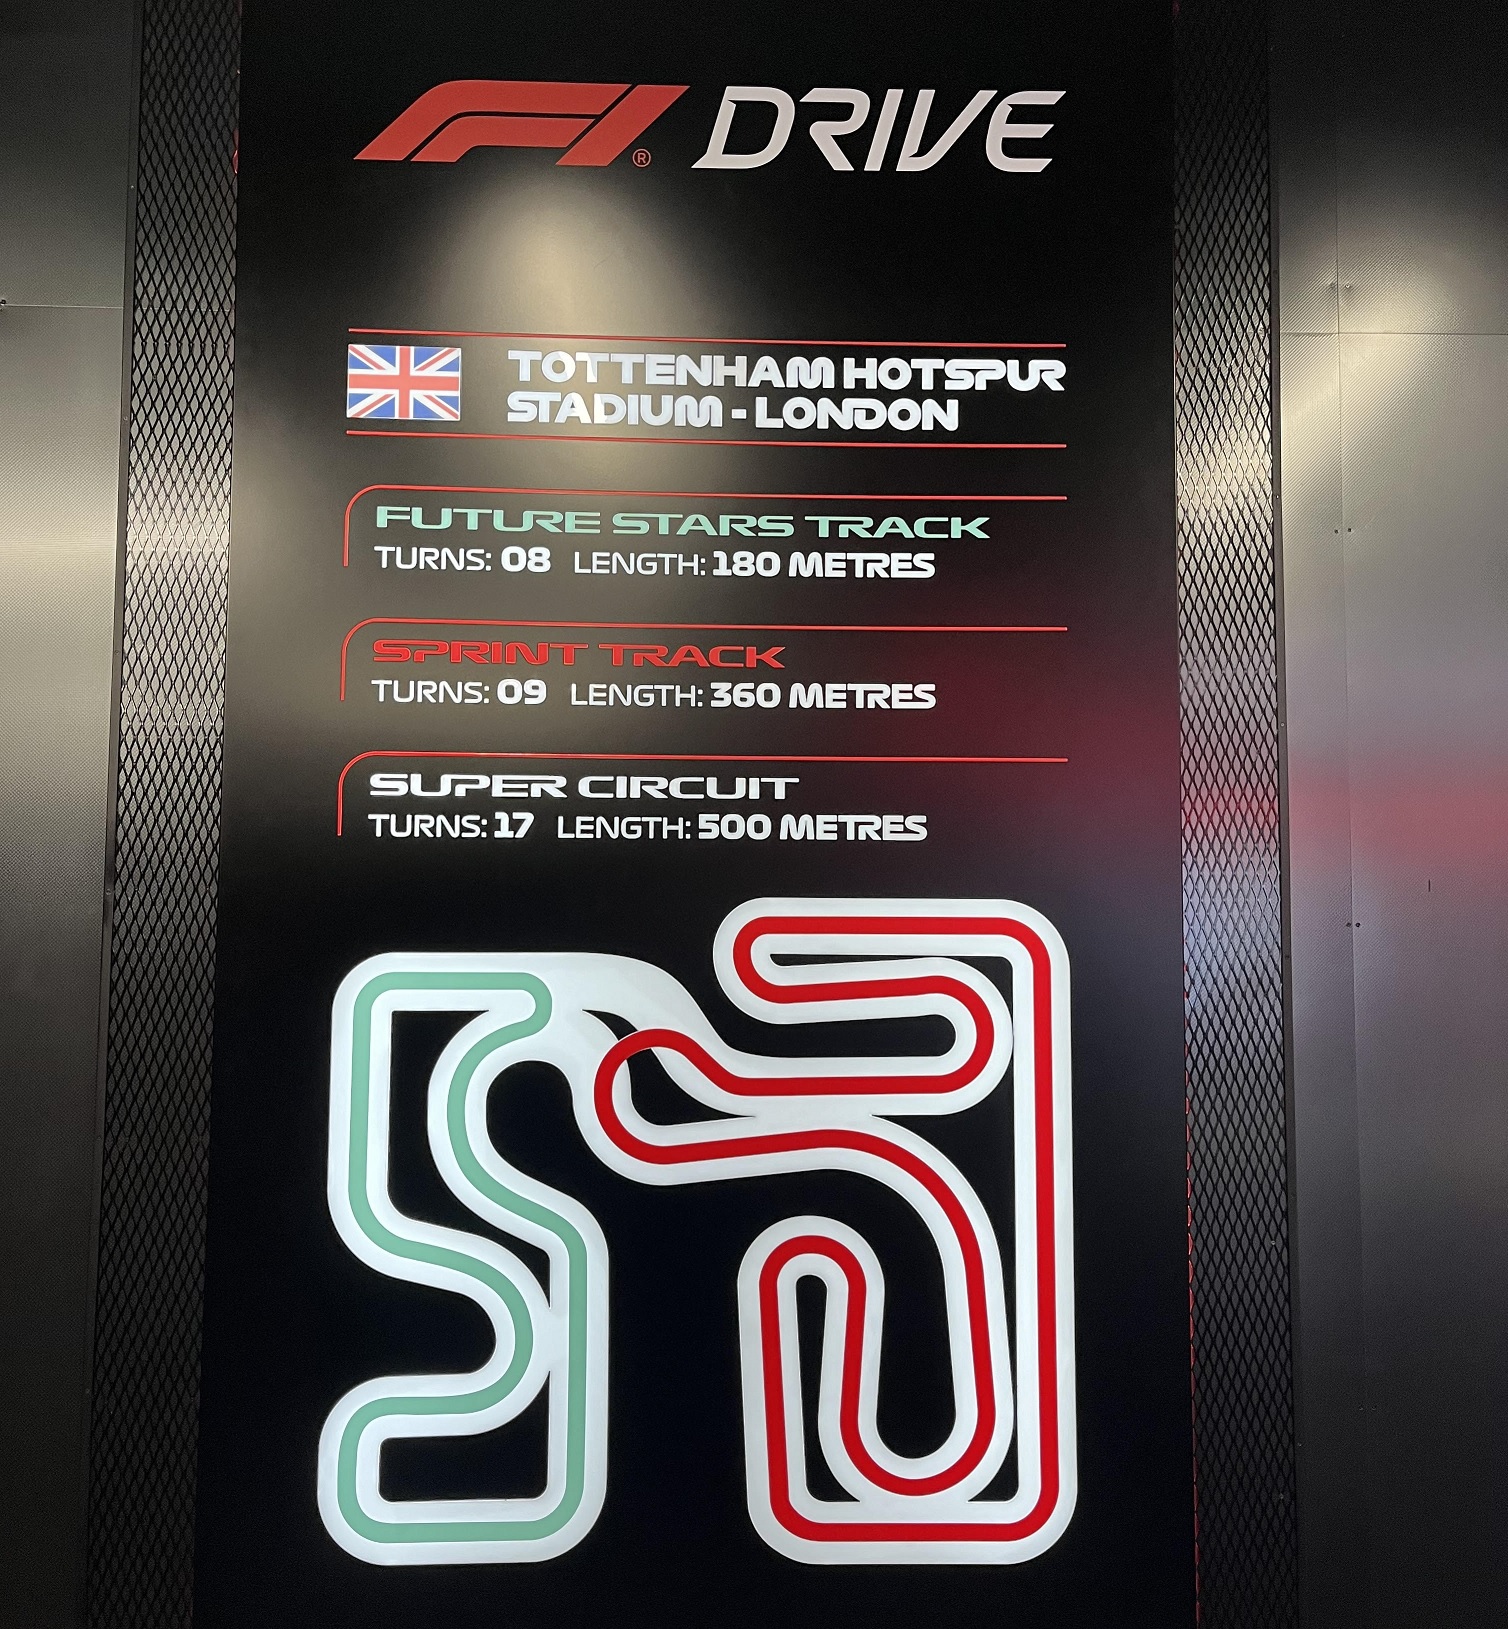 F1® DRIVE
TOTTENHAM HOTSPUR
STADIUM - LONDON
FUTURE STARS TRACK
TURNS: 08 LENGTH: 180 METRES
SPRINT TRACK
TURNS: 09 LENGTH: 360 METRES
SUPER CIRCUIT
TURNS: 17 LENGTH: 500 METRES